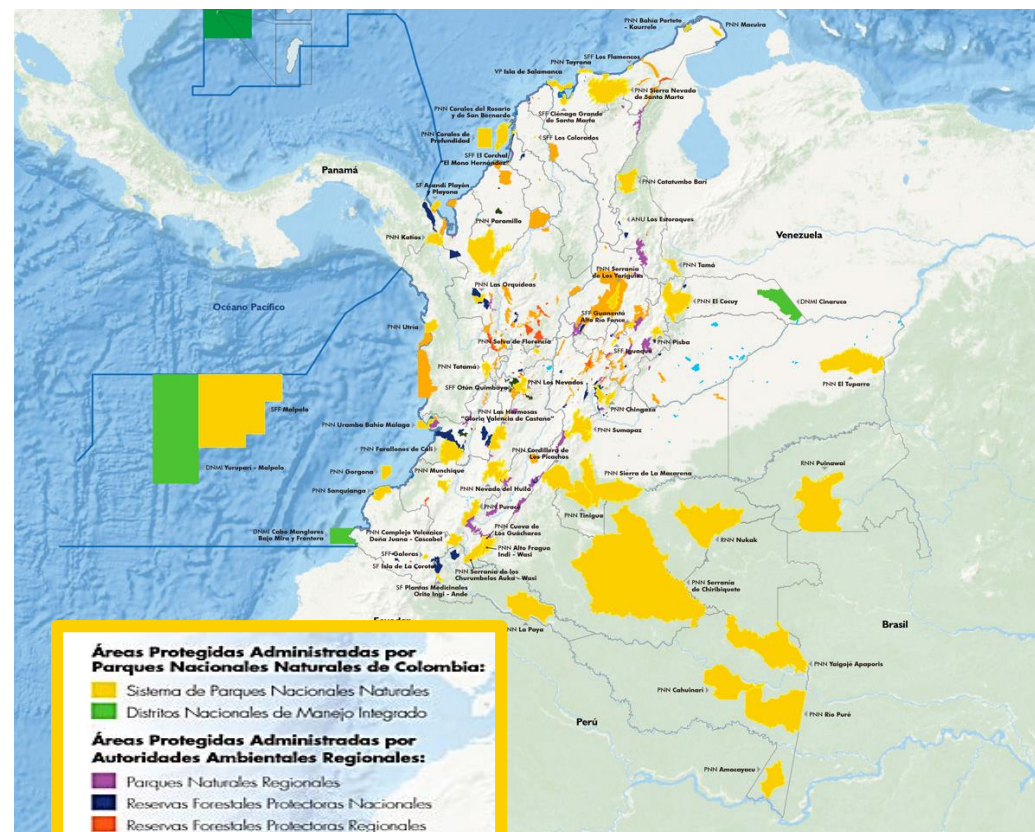 PNN Bahía Portete
- Kaurrele
PNN Macuira
SFF Los Flamencos
PNN Tayrona
VP Isla de Salamanca
PNN Sierra Nevada
de Santa Marta
PNN Corales del Rosario
y de San Bernardo
SFF Ciénaga Grande
de Santa Marta
PNN Corales de
Profundidad
SFF Los Colorados
SFF El Corchal
"El Mono Hernández"
Panamá
PNN Catatumbo Barí
SF Acandí Playón
y Playona
ANU Los Estoraques
PNN Paramillo
Venezuela
PNN Katíos
PNN Tamá
PNN Serranía
de Los Yariguíes
PNN Las Orquídeas
PNN El Cocuy
DNMI Cinaruco
Océano Pacífico
SFF Guanentá
Alto Río Fonce
PNN Utría
PNN Selva de Florencia
PNN Pisba
SFF Iguaque
PNN Tatamá
PNN El Tuparro
SFF Otún Quimbaya
PNN Los Nevados
SFF Malpelo
PNN Las Hermosas
"Gloria Valencia de Castaño"
PNN Chingaza
PNN Uramba Bahía Málaga
PNN Sumapaz
PNN Farallones de Cali
PNN Cordillera de
Los Picachos
RNN Puinawai
DNMI Yuruparí - Malpelo
PNN Gorgona
PNN Munchique
PNN Sierra de La Macarena
PNN Sanquianga
PNN Nevado del Huila
PNN Puracé
PNN Tinigua
DNMI Cabo Manglares
Bajo Mira y Frontera
PNN Complejo Volcánico
Doña Juana - Cascabel
PNN Cueva de
Los Guácharos
RNN Nukak
SFF Galeras
PNN Alto Fragua
Indi - Wasi
SF Isla de La Corota
PNN Serranía de los
Churumbelos Auka - Wasi
PNN Serranía
de Chiribiquete
SF Plantas Medicinales
Orito Ingi - Ande
Ecuador
PNN La Paya
Brasil
PNN Yaigojé Apaporis
PNN Cahuinarí
PNN Río Puré
Perú
PNN Amacayacu
Áreas Protegidas Administradas por
Parques Nacionales Naturales de Colombia:
Sistema de Parques Nacionales Naturales
Distritos Nacionales de Manejo Integrado
Áreas Protegidas Administradas por
Autoridades Ambientales Regionales:
Parques Naturales Regionales
Reservas Forestales Protectoras Nacionales
Reservas Forestales Protectoras Regionales